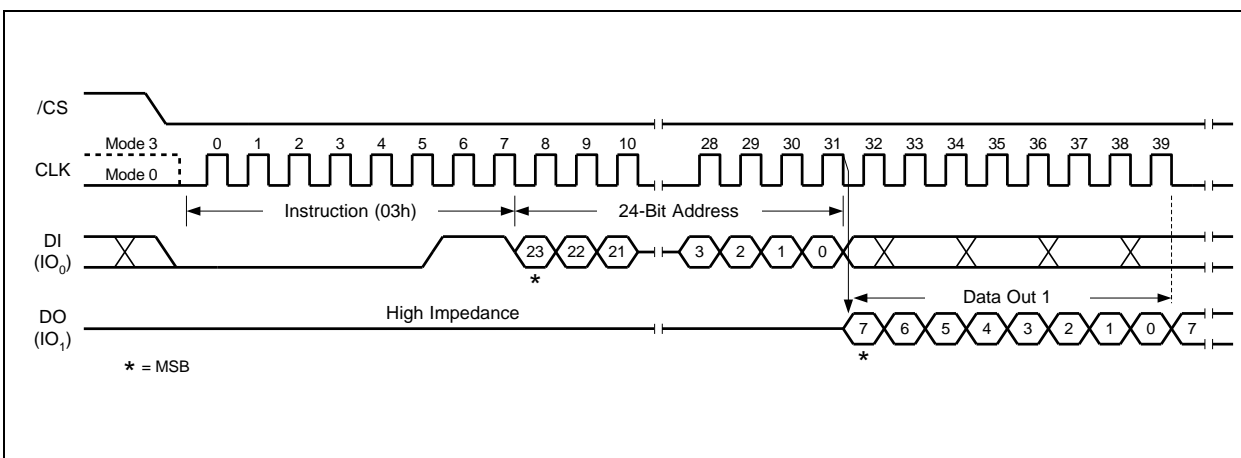 /CS
Mode 3
0 1 2 3 4 5 6 7 8 9 10 28 29 30 31 32 33 34 35 36 37 38 39
CLK
Mode 0
Instruction (03h)
24-Bit Address
DI
(IO0)
23 22 21 3 2 1 0
*
High Impedance
Data Out 1
DO
(IO1)
7 6 5 4 3 2 1 0 7
*
* = MSB